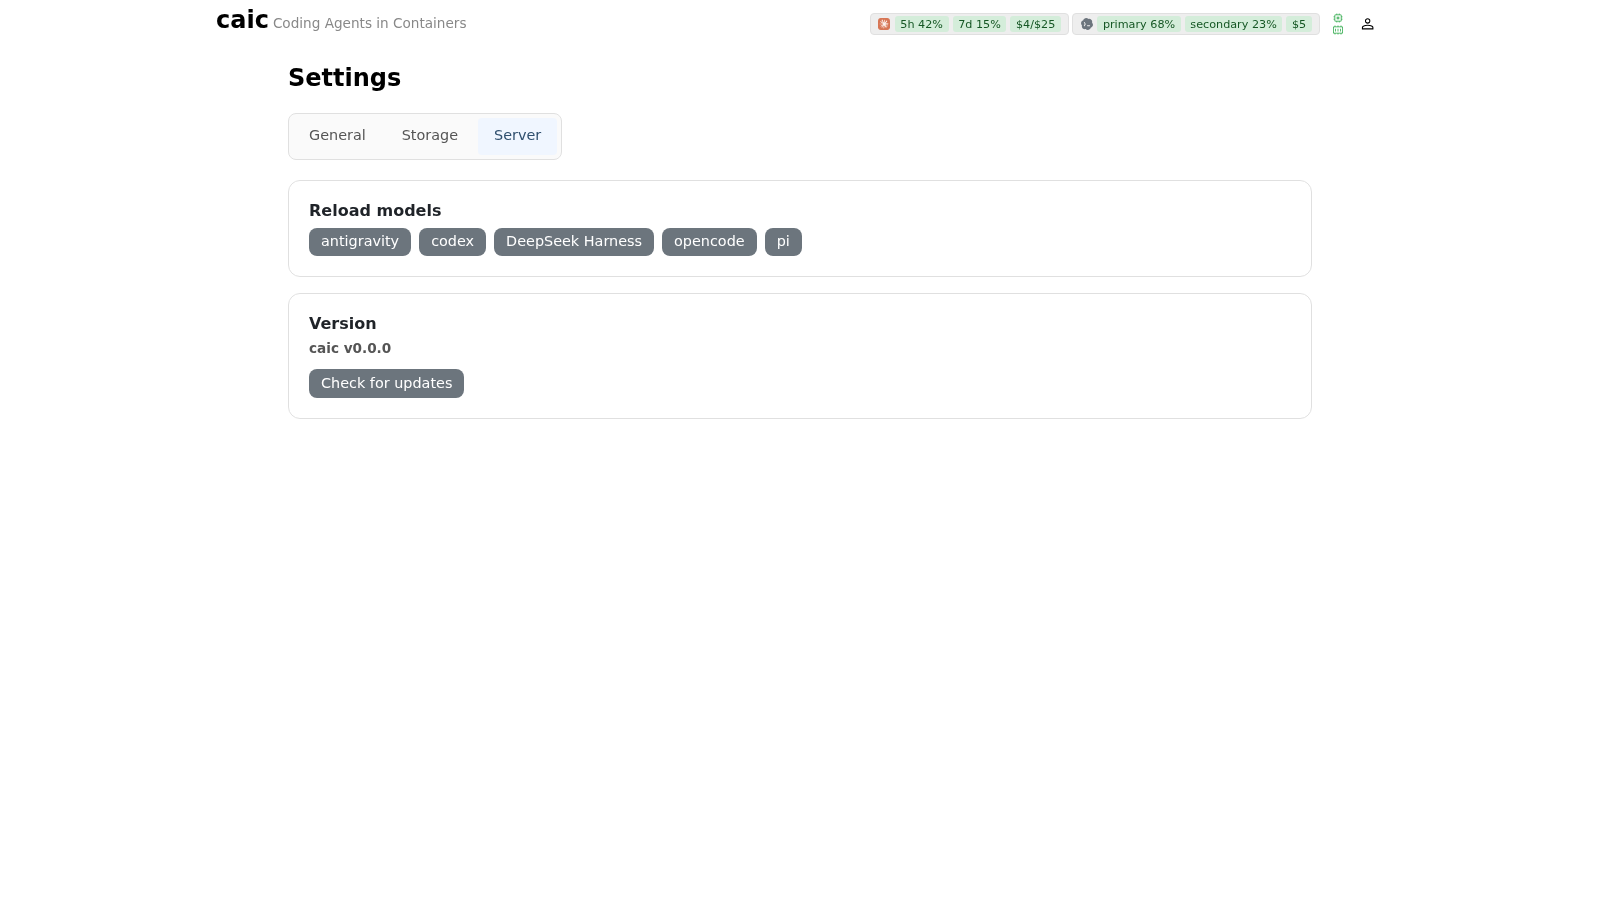 caic Coding Agents in Containers
5h 42% 7d 15% $4/$25 primary 68% secondary 23% $5
Settings
General Storage Server
Reload models
antigravity codex DeepSeek Harness opencode pi
Version
caic v0.0.0
Check for updates